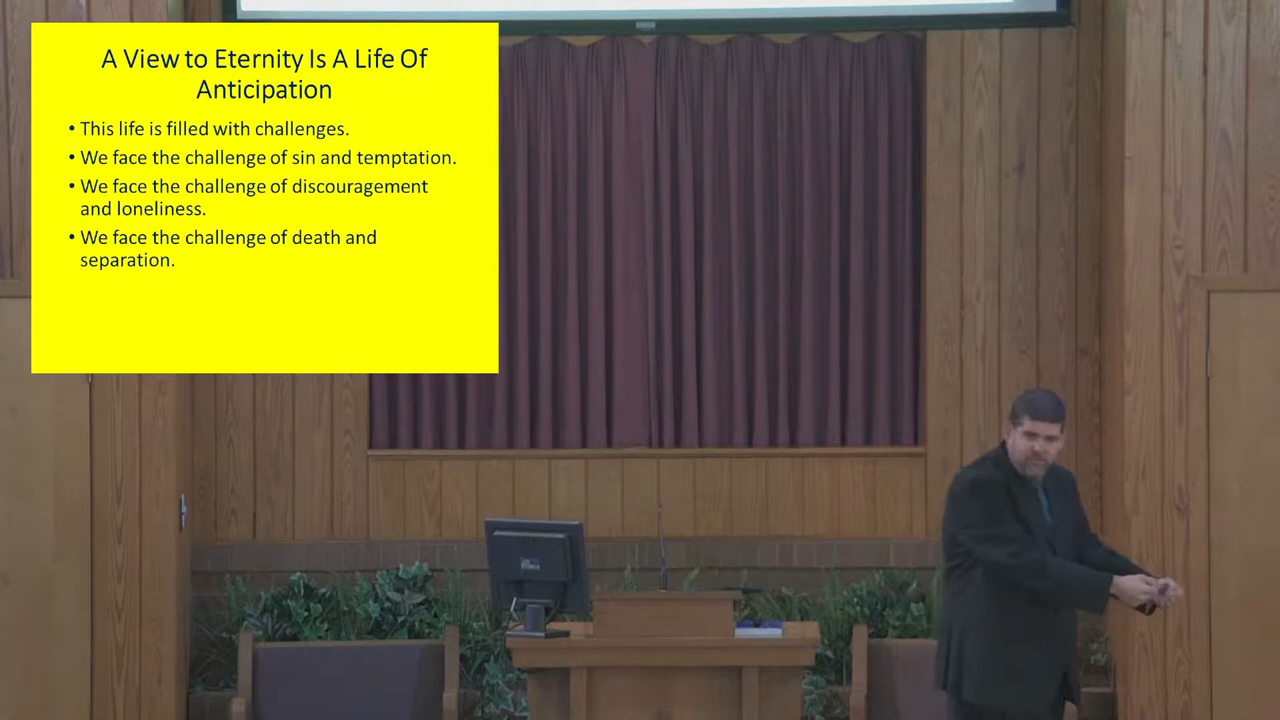 A View to Eternity Is A Life Of
Anticipation
• This life is filled with challenges.
• We face the challenge of sin and temptation.
• We face the challenge of discouragement
and loneliness.
• We face the challenge of death and
separation.